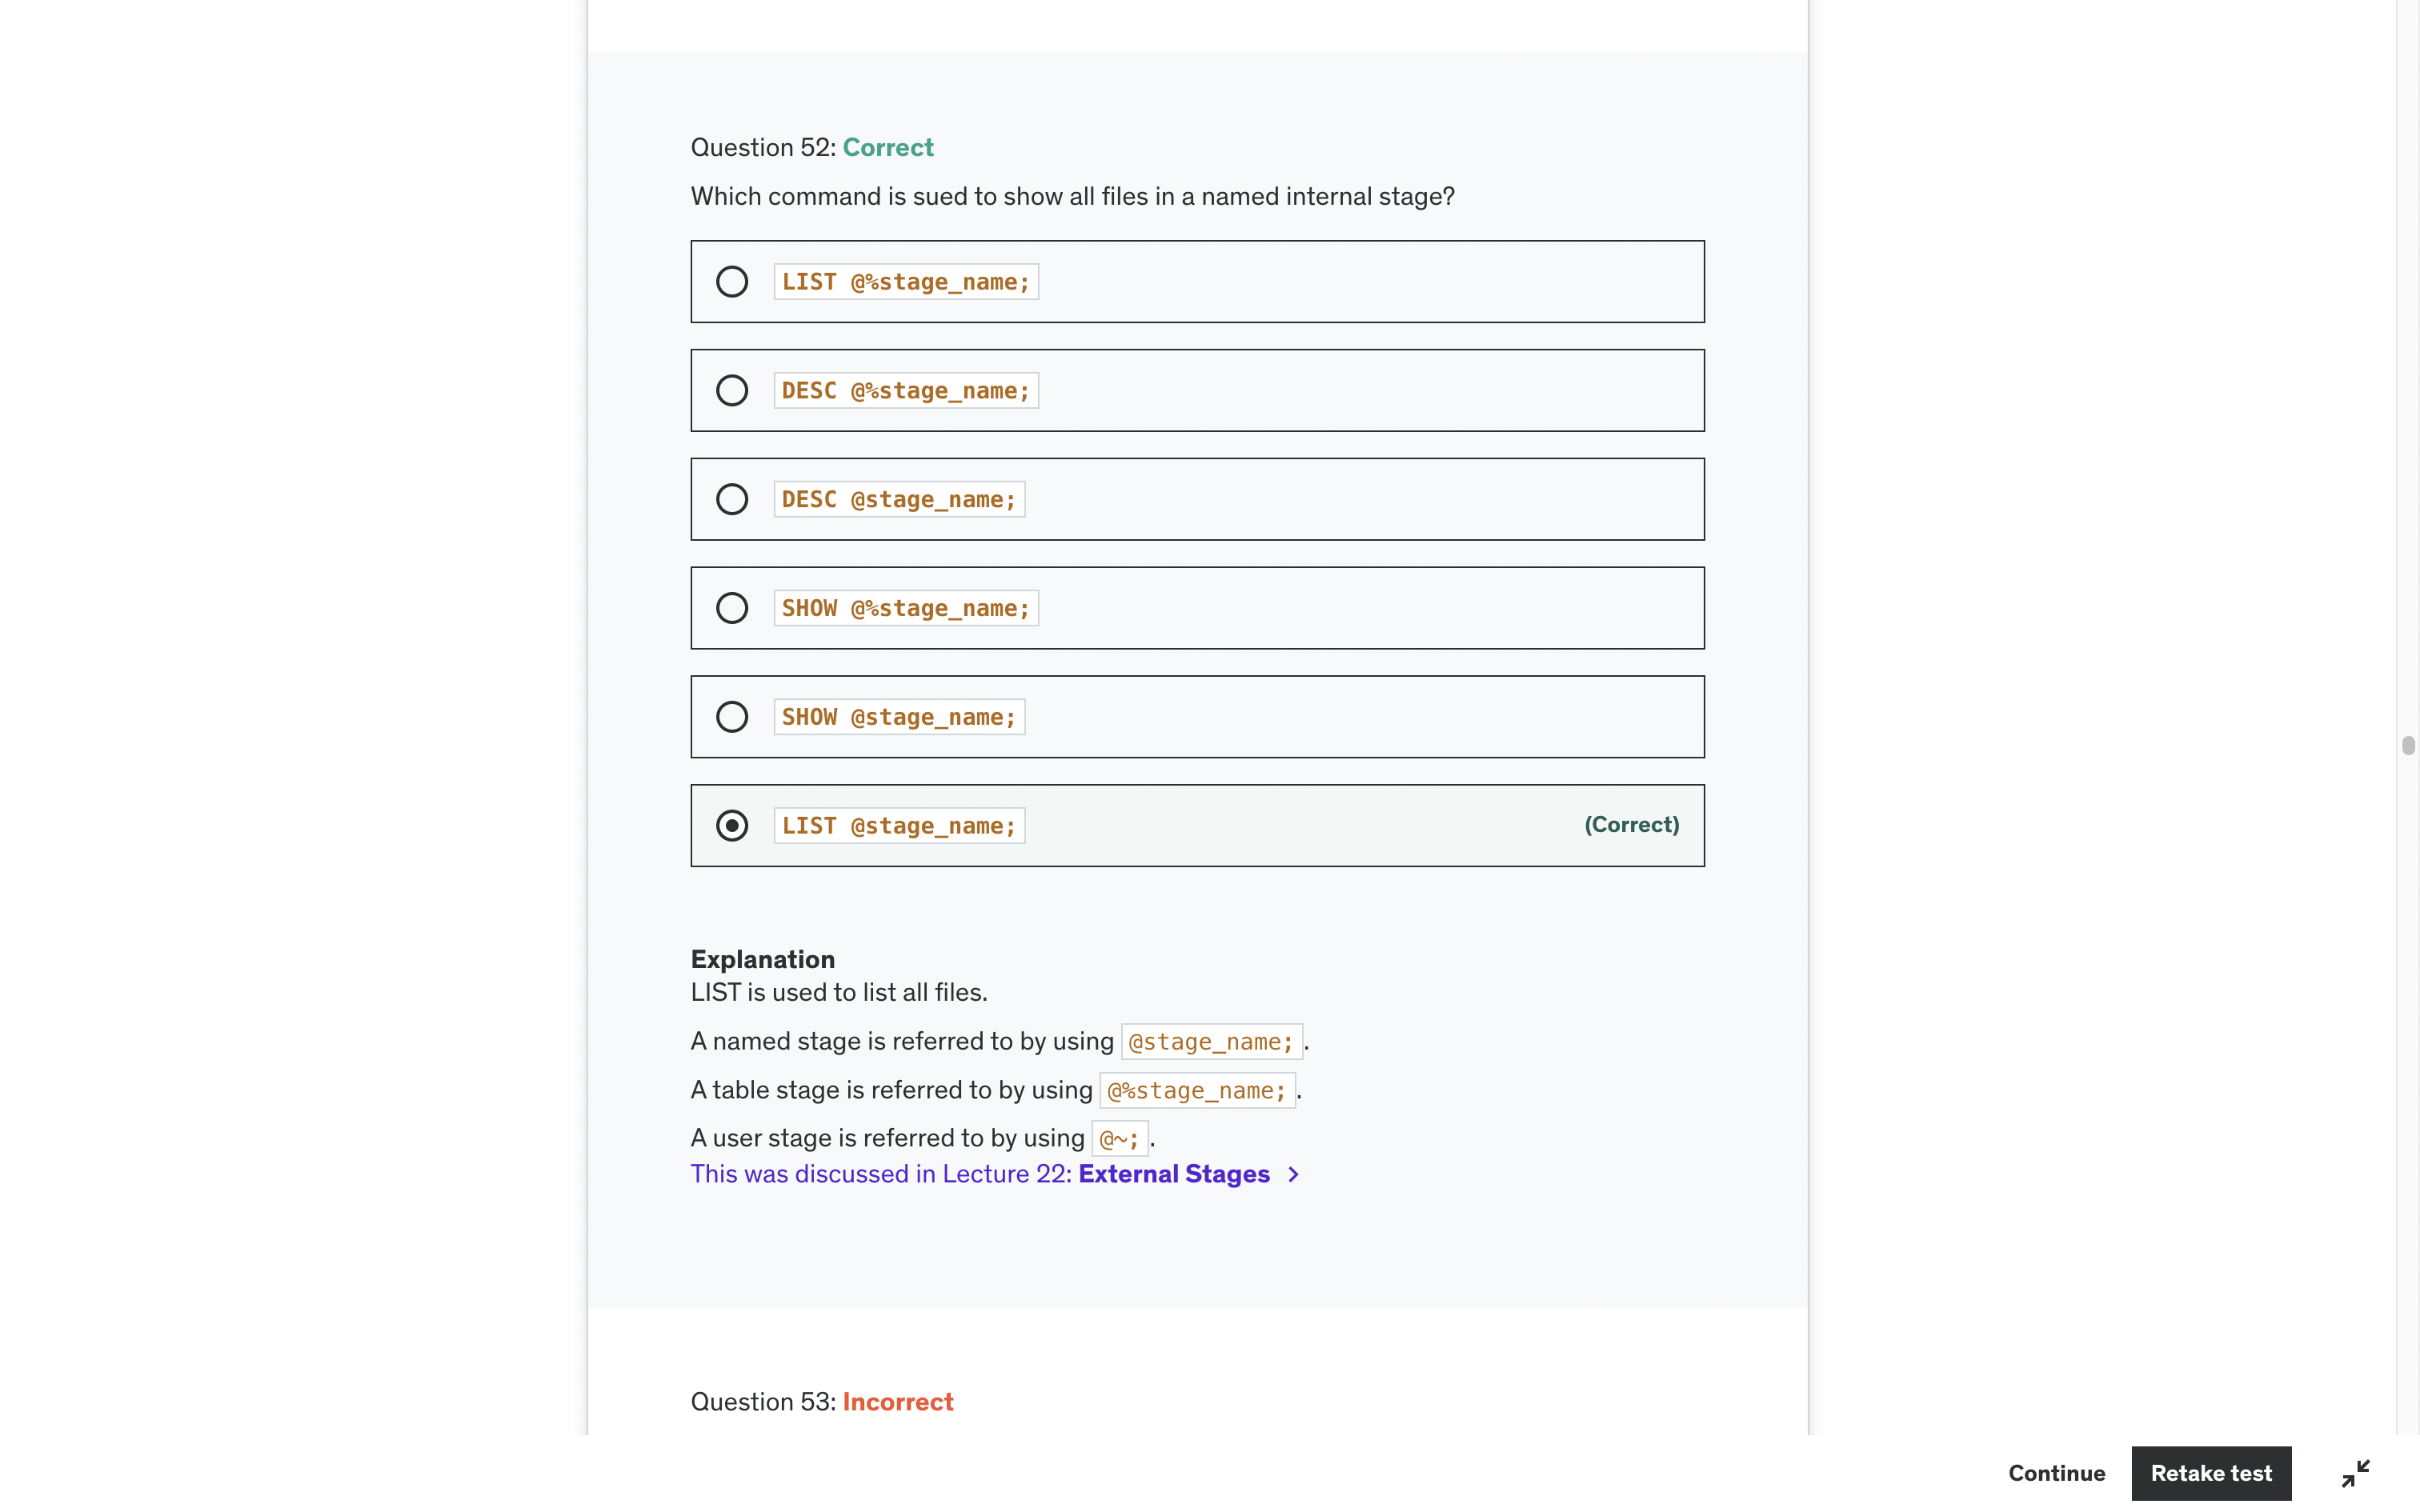 Question 52: Correct
Which command is sued to show all files in a named internal stage?
LIST @%stage_name;
DESC @%stage_name;
DESC @stage_name;
SHOW @%stage_name;
SHOW @stage_name;
LIST @stage_name;
(Correct)
Explanation
LIST is used to list all files.
A named stage is referred to by using @stage_name; .
A table stage is referred to by using @%stage_name; .
A user stage is referred to by using @~; .
This was discussed in Lecture 22: External Stages >
Question 53: Incorrect
Continue
Retake test